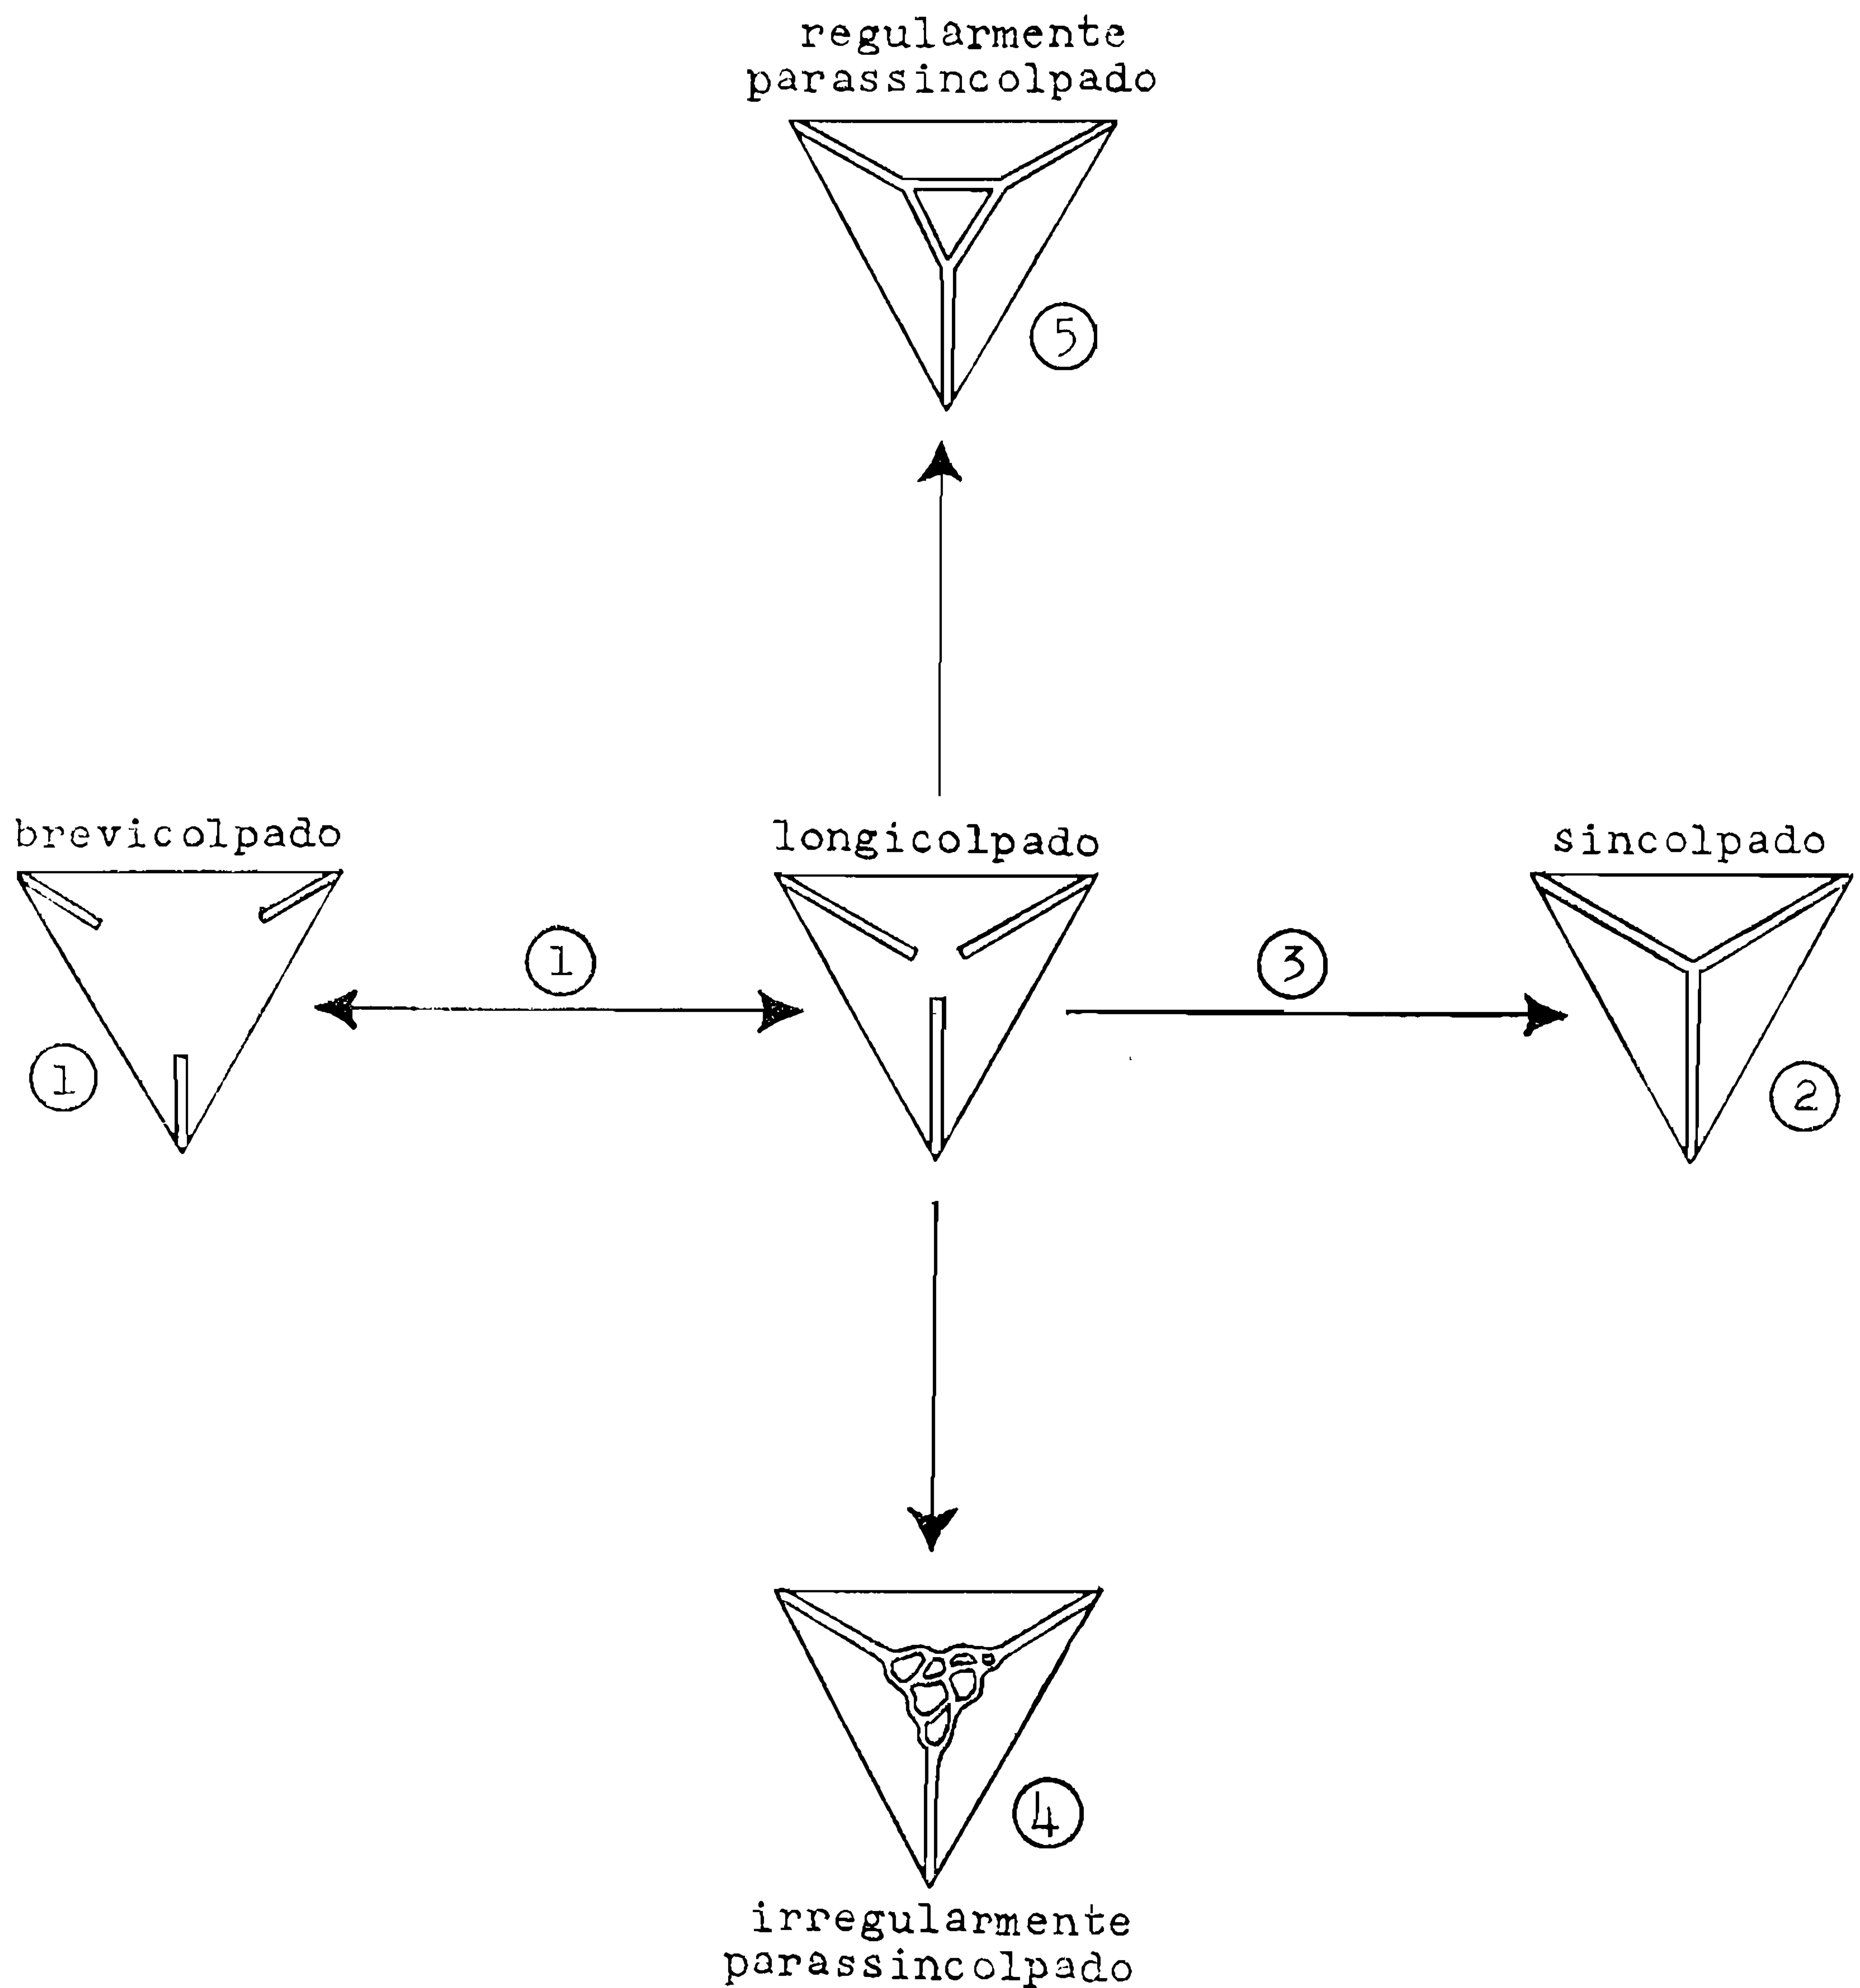 regularmente
parassincolpado
5
brevicolpado
longicolpado
sincolpado
1
3
1
2
4
irregularmente
parassincolpado